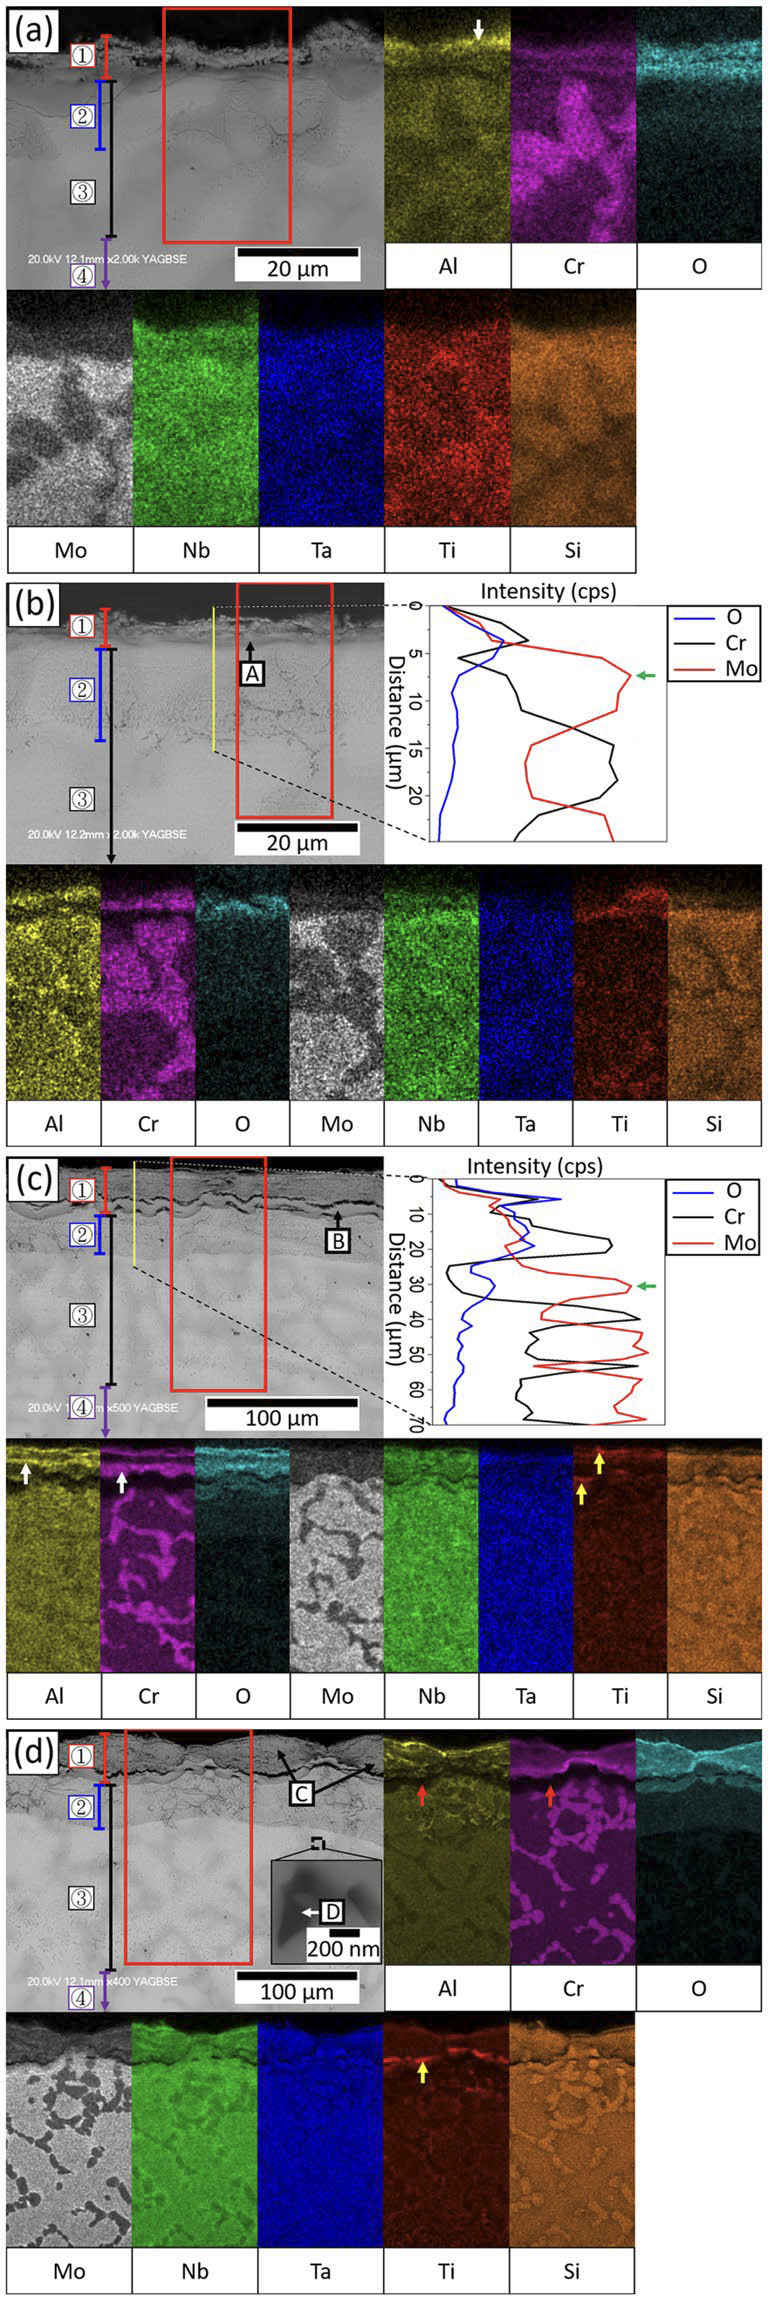 (a)
①
②
③
④
20.0kV 12.1mm x2.00k YAGBSE
20 μm
Al Cr O
Mo Nb Ta Ti Si
(b)
①
②
③
A
20.0kV 12.2mm x2.00k YAGBSE
20 μm
Intensity (cps)
Distance (μm)
0
5
10
15
20
O
Cr
Mo
Al Cr O Mo Nb Ta Ti Si
(c)
①
②
③
④
B
20.0 m x500 YAGBSE
100 μm
Intensity (cps)
Distance (μm)
0
10
20
30
40
50
60
70
O
Cr
Mo
Al Cr O Mo Nb Ta Ti Si
(d)
①
②
③
④
C
D
200 nm
20.0kV 12.1mm x400 YAGBSE
100 μm
Al Cr O
Mo Nb Ta Ti Si